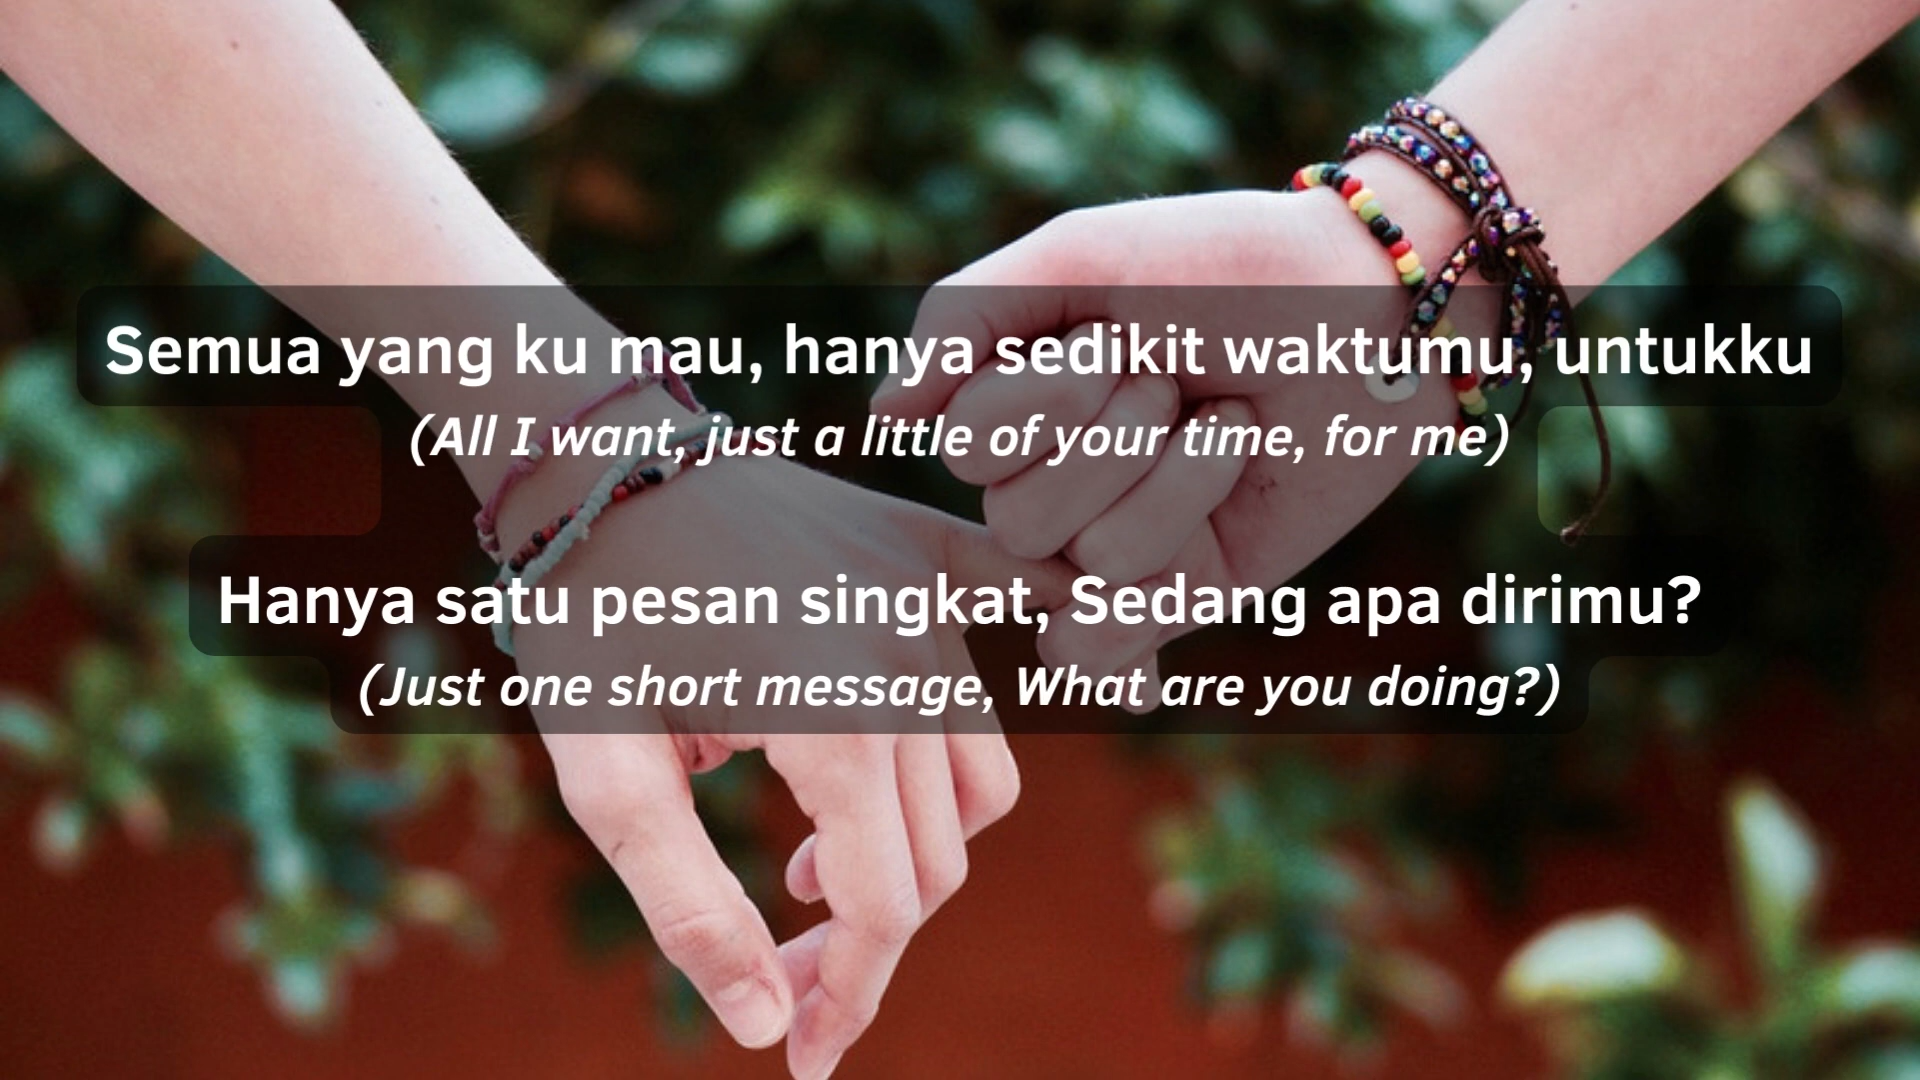 Semua yang ku mau, hanya sedikit waktumu, untukku
(All I want, just a little of your time, for me)
Hanya satu pesan singkat, Sedang apa dirimu?
(Just one short message, What are you doing?)